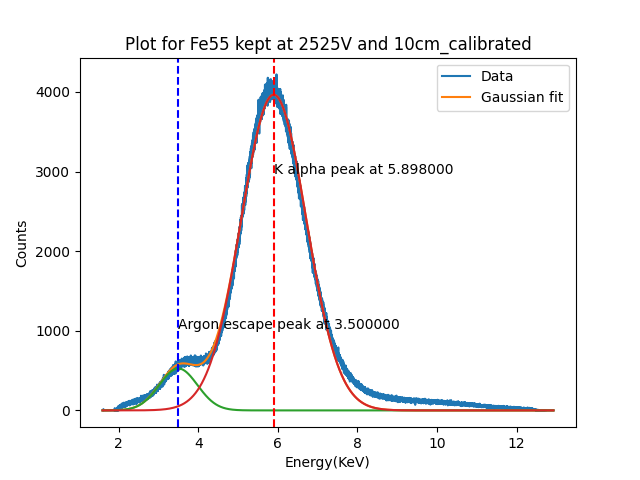 Plot for Fe55 kept at 2525V and 10cm_calibrated
Data
Gaussian fit
4000
3000
2000
1000
0
Counts
K alpha peak at 5.898000
Argon escape peak at 3.500000
2 4 6 8 10 12
Energy(KeV)